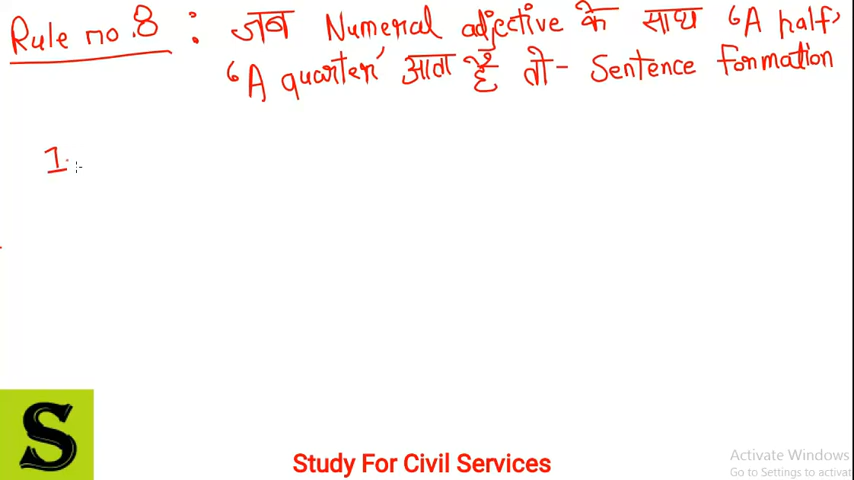 Rule no.8 : जब Numerial adjective के साथ 'A half'
'A quarter' आता है तो - Sentence formation
1.
S
Study For Civil Services
Activate Windows
Go to Settings to activat